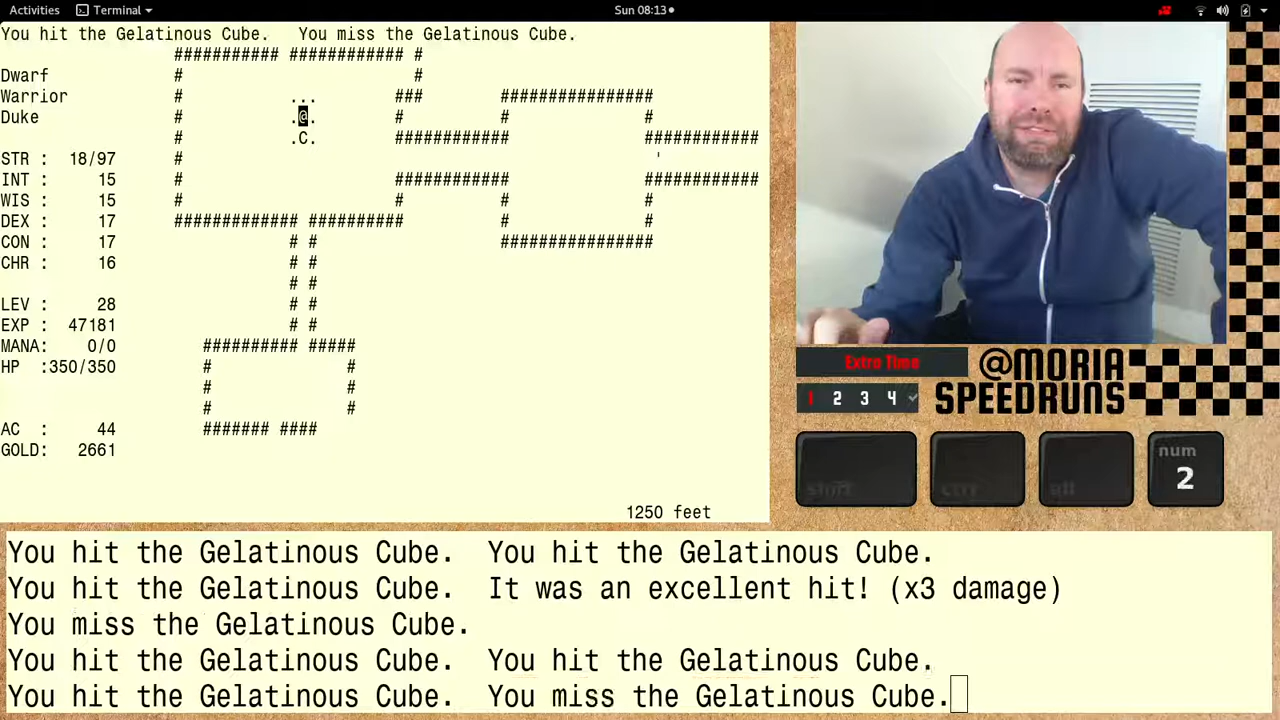 Activities Terminal Sun 08:13
You hit the Gelatinous Cube. You miss the Gelatinous Cube.
############ ############ #
Dwarf # #
Warrior # ... ### ################
Duke # .@. # # #
# .C. ############ ############
STR : 18/97 # '
INT : 15 # ############ ############
WIS : 15 # # # #
DEX : 17 ############# ########## # #
CON : 17 # # ################
CHR : 16 # #
# #
LEV : 28 # #
EXP : 47181 # #
MANA: 0/0 ########## #####
HP :350/350 # #
# #
# #
AC : 44 ####### ####
GOLD: 2661
1250 feet
Extra Time
@MORIA
1 2 3 4
SPEEDRUNS
shift ctrl alt num
2
You hit the Gelatinous Cube. You hit the Gelatinous Cube.
You hit the Gelatinous Cube. It was an excellent hit! (x3 damage)
You miss the Gelatinous Cube.
You hit the Gelatinous Cube. You hit the Gelatinous Cube.
You hit the Gelatinous Cube. You miss the Gelatinous Cube.